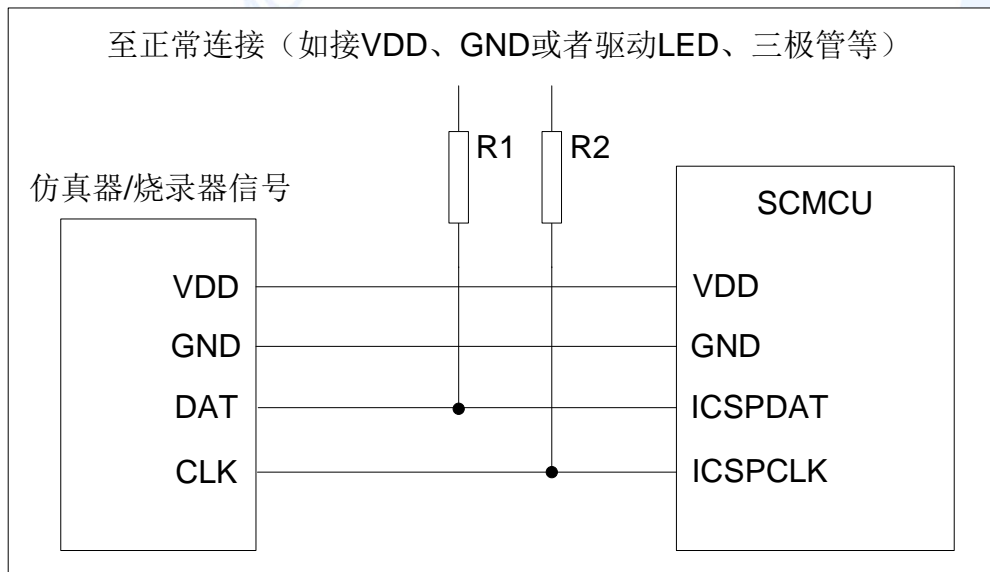 至正常连接（如接VDD、GND或者驱动LED、三极管等）
R1
R2
仿真器/烧录器信号
SCMCU
VDD
VDD
GND
GND
DAT
ICSPDAT
CLK
ICSPCLK